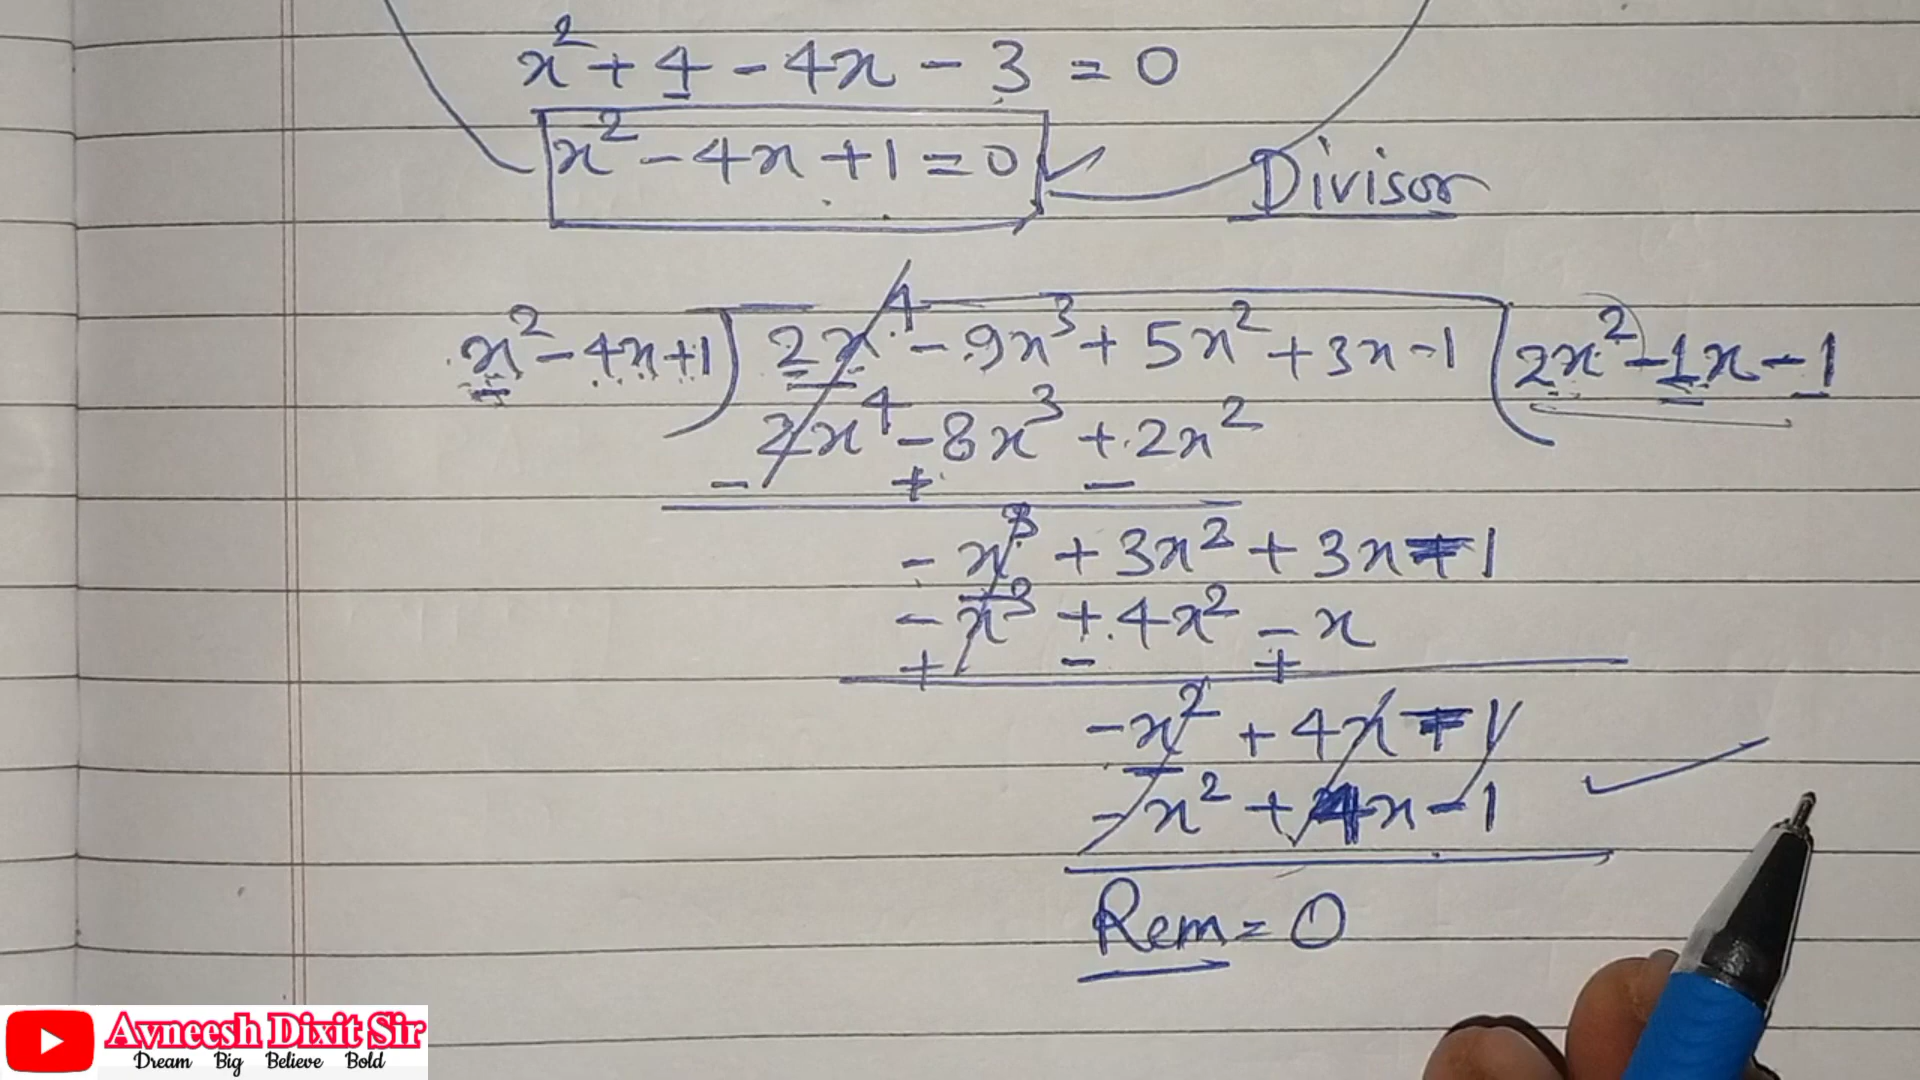 x² + 4 - 4x - 3 = 0
x² - 4x + 1 = 0
Divisor
x² - 4x + 1 ) 2x⁴ - 9x³ + 5x² + 3x - 1 ( 2x² - 1x - 1
2x⁴ - 8x³ + 2x²
- + -
- x³ + 3x² + 3x - 1
- x³ + 4x² - x
+ - +
- x² + 4x - 1
- x² + 4x - 1
Rem = 0
Avneesh Dixit Sir
Dream Big Believe Bold